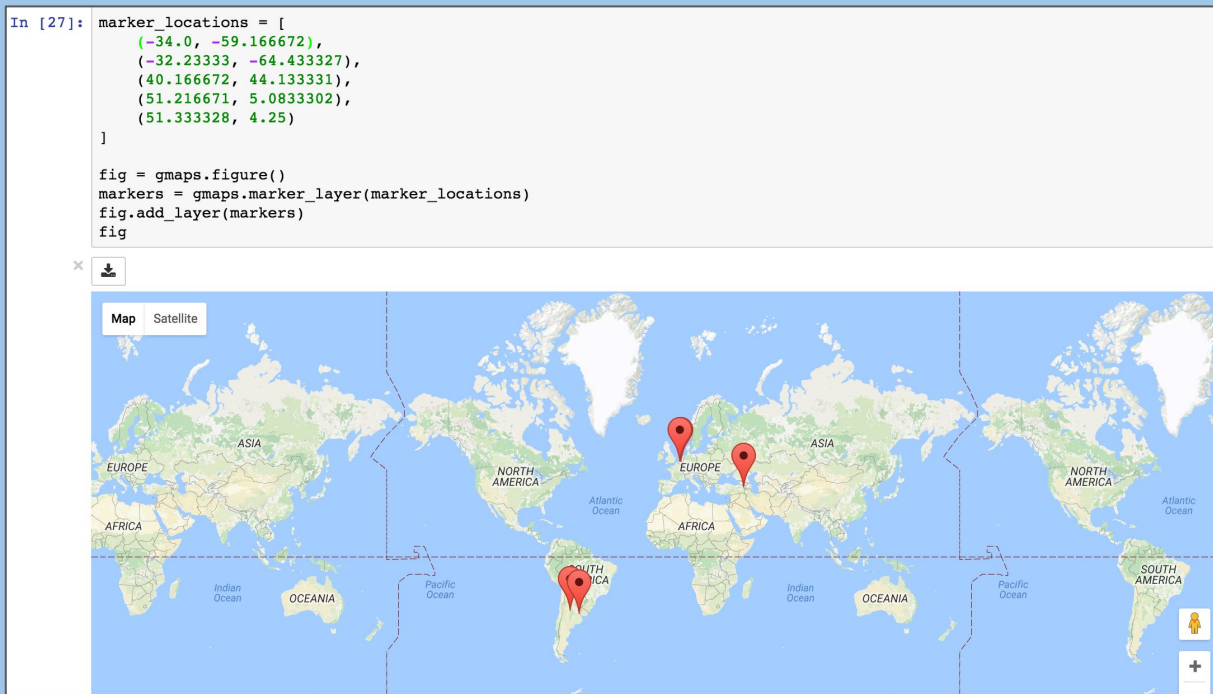 In [27]: marker_locations = [
    (-34.0, -59.166672),
    (-32.23333, -64.433327),
    (40.166672, 44.133331),
    (51.216671, 5.0833302),
    (51.333328, 4.25)
]
fig = gmaps.figure()
markers = gmaps.marker_layer(marker_locations)
fig.add_layer(markers)
fig
×
Map Satellite
ASIA
ASIA
EUROPE
NORTH
AMERICA
EUROPE
NORTH
AMERICA
Atlantic
Ocean
Atlantic
Ocean
AFRICA
AFRICA
SOUTH
AMERICA
Indian
Ocean
OCEANIA
Pacific
Ocean
Indian
Ocean
OCEANIA
Pacific
Ocean
+